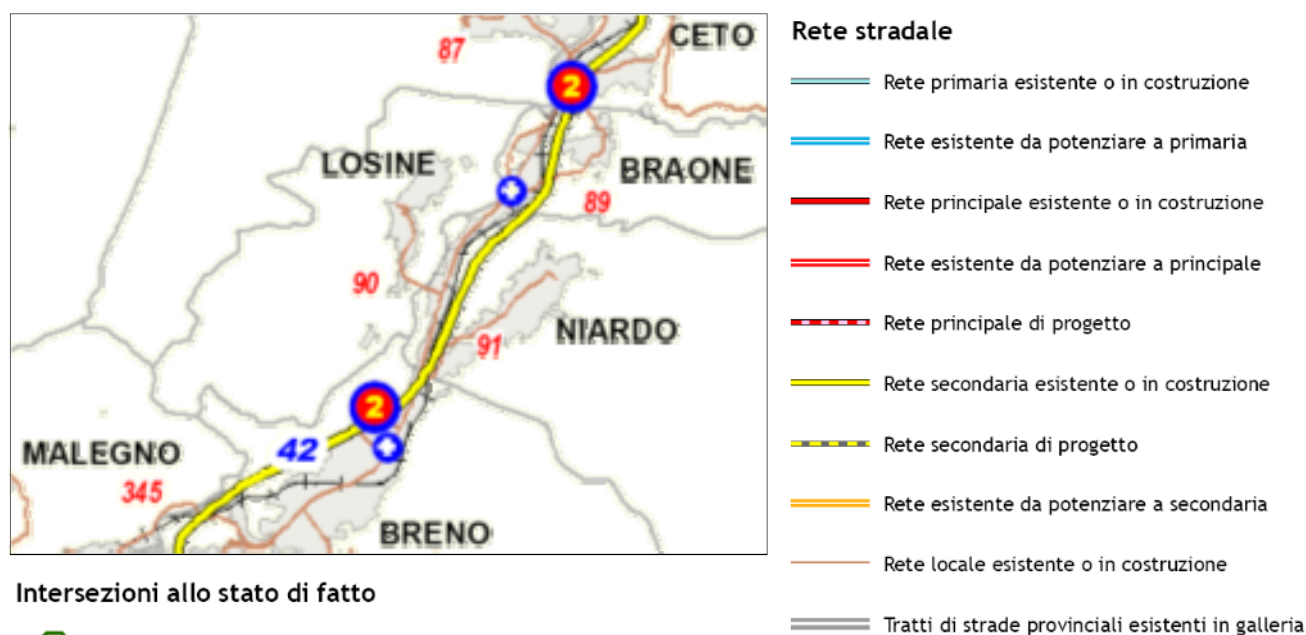 CETO
87
2
LOSINE
BRAONE
89
90
NIARDO
91
2
42
MALEGNO
345
BRENO
Intersezioni allo stato di fatto
Rete stradale
Rete primaria esistente o in costruzione
Rete esistente da potenziare a primaria
Rete principale esistente o in costruzione
Rete esistente da potenziare a principale
Rete principale di progetto
Rete secondaria esistente o in costruzione
Rete secondaria di progetto
Rete esistente da potenziare a secondaria
Rete locale esistente o in costruzione
Tratti di strade provinciali esistenti in galleria